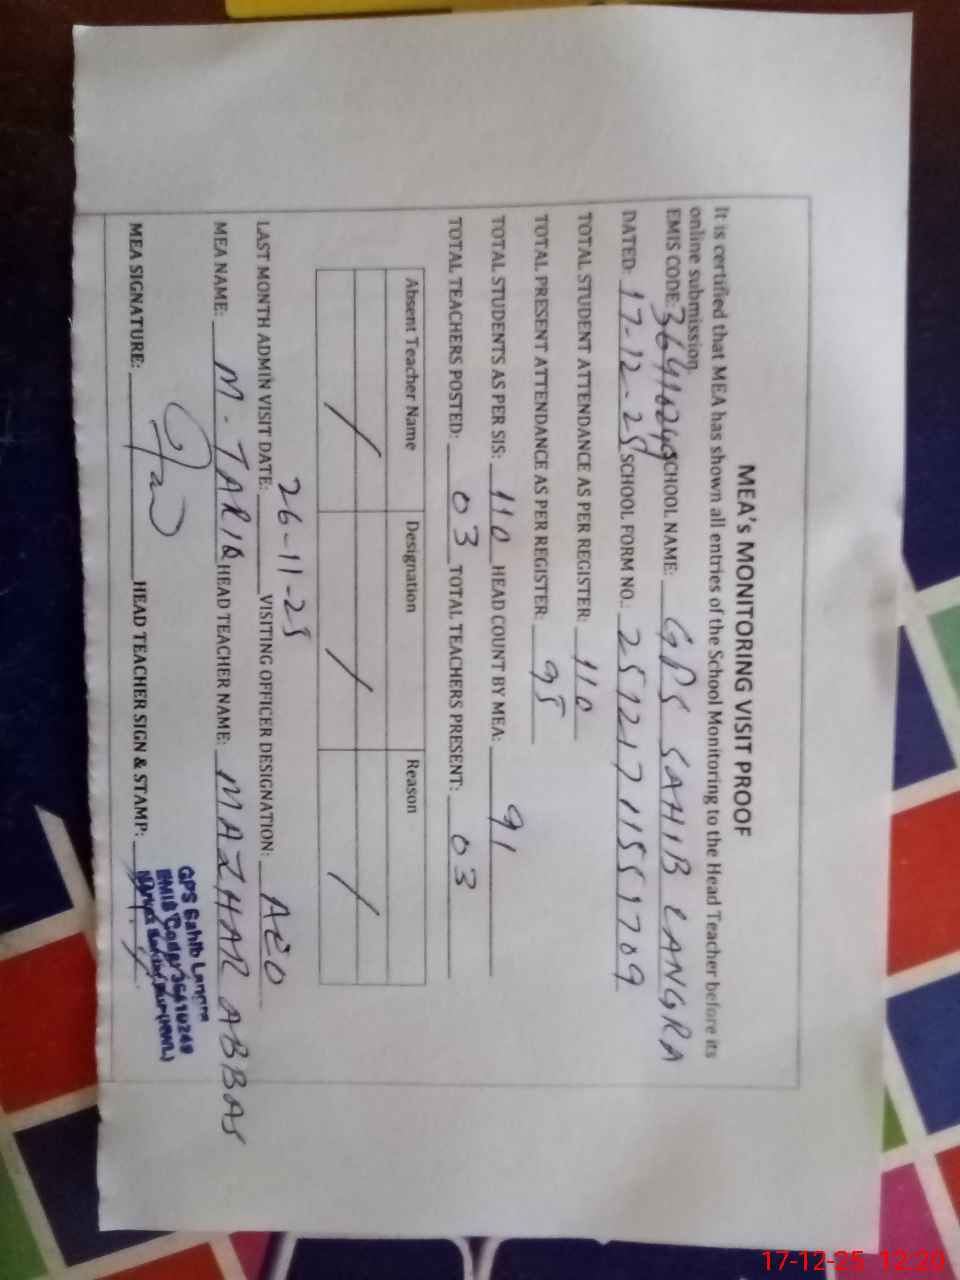 MEA's MONITORING VISIT PROOF
It is certified that MEA has shown all entries of the School Monitoring to the Head Teacher before its
online submission.
EMIS CODE: 36410249 SCHOOL NAME: GPS SAHIB LANGRA
DATED: 17-12-25 SCHOOL FORM NO.: 2512171155
TOTAL STUDENT ATTENDANCE AS PER REGISTER: 110
TOTAL PRESENT ATTENDANCE AS PER REGISTER: 95
TOTAL STUDENTS AS PER SIS: 110 HEAD COUNT BY MEA: 91
TOTAL TEACHERS POSTED: 03 TOTAL TEACHERS PRESENT: 03
Absent Teacher Name Designation Reason
/ / /
LAST MONTH ADMIN VISIT DATE: 26-11-25 VISITING OFFICER DESIGNATION: AEO
MEA NAME: M. TARIQ HEAD TEACHER NAME: MAZHAR ABBAS
MEA SIGNATURE: HEAD TEACHER SIGN & STAMP:
GPS Sahib Langra
EMIS Code: 36410249
17-12-25 12:20